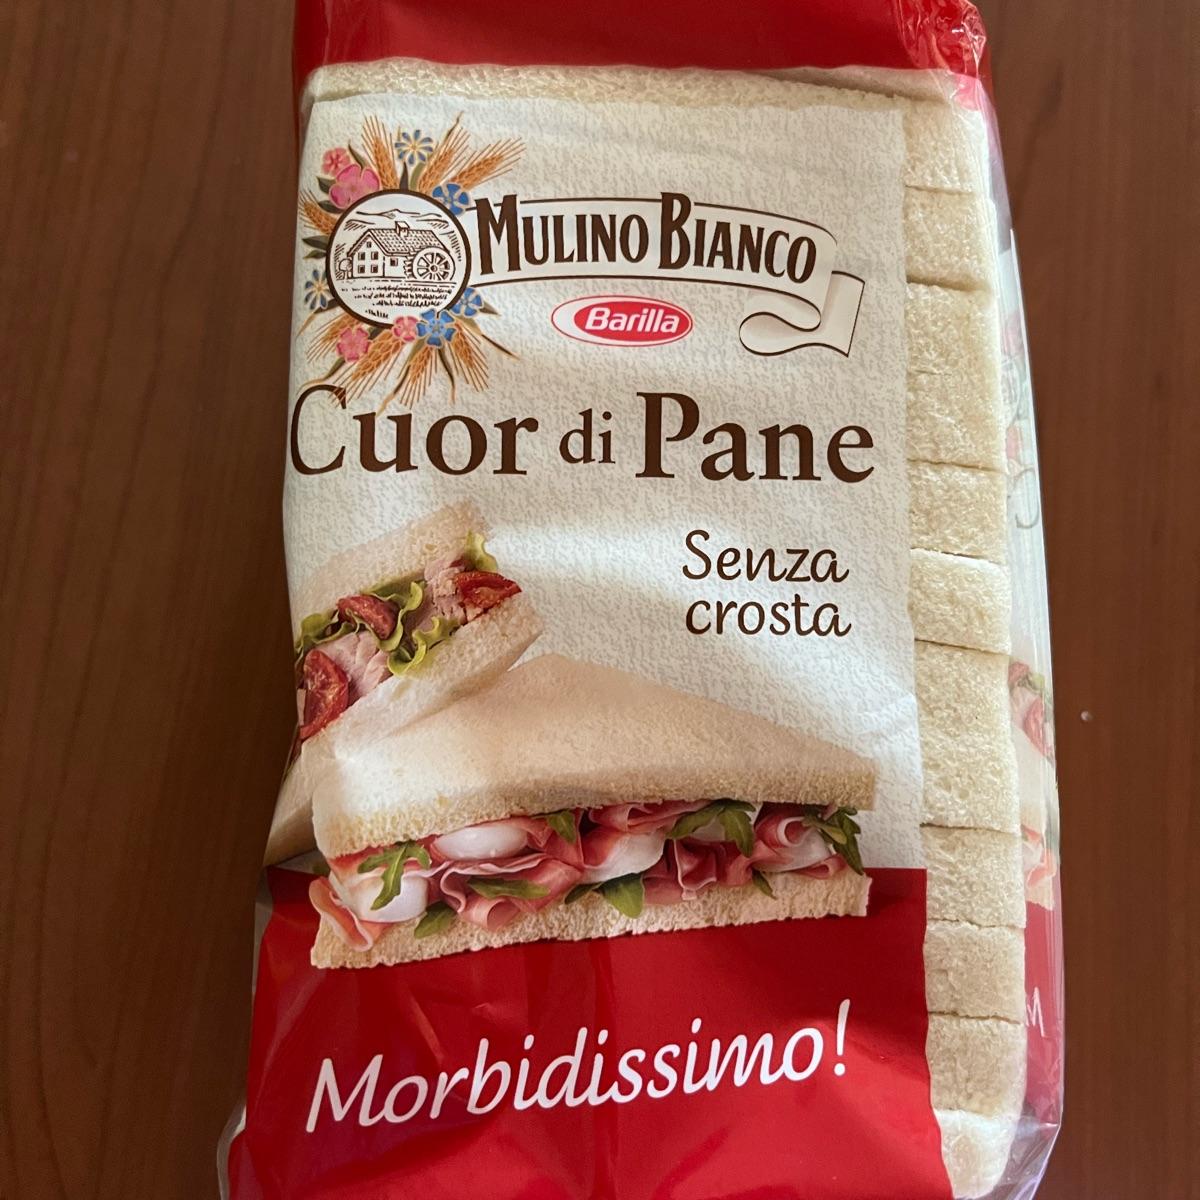 MULINO BIANCO
Barilla
Cuor di Pane
Senza
crosta
Morbidissimo!
M